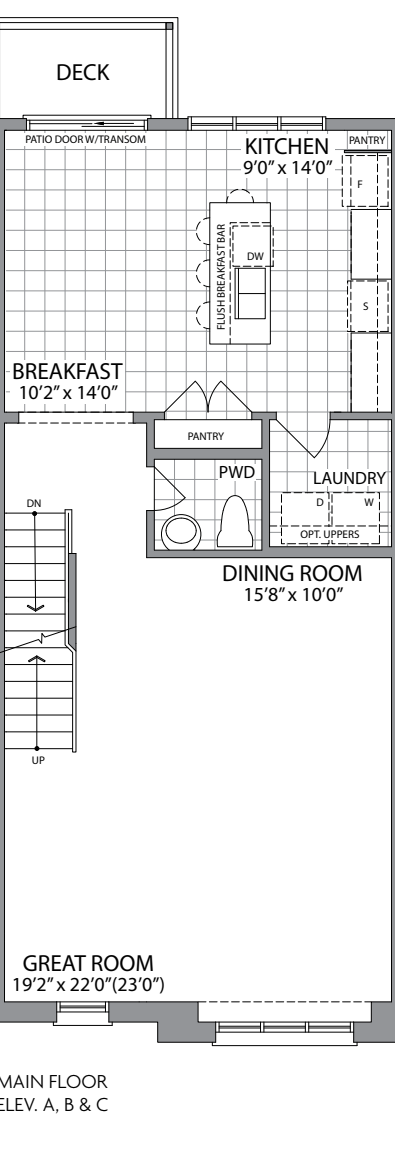 DECK
PATIO DOOR W/TRANSOM
KITCHEN
9'0" x 14'0"
PANTRY
F
DW
FLUSH BREAKFAST BAR
S
BREAKFAST
10'2" x 14'0"
PANTRY
PWD
LAUNDRY
D
W
OPT. UPPERS
DN
DINING ROOM
15'8" x 10'0"
UP
GREAT ROOM
19'2" x 22'0"(23'0")
MAIN FLOOR
ELEV. A, B & C